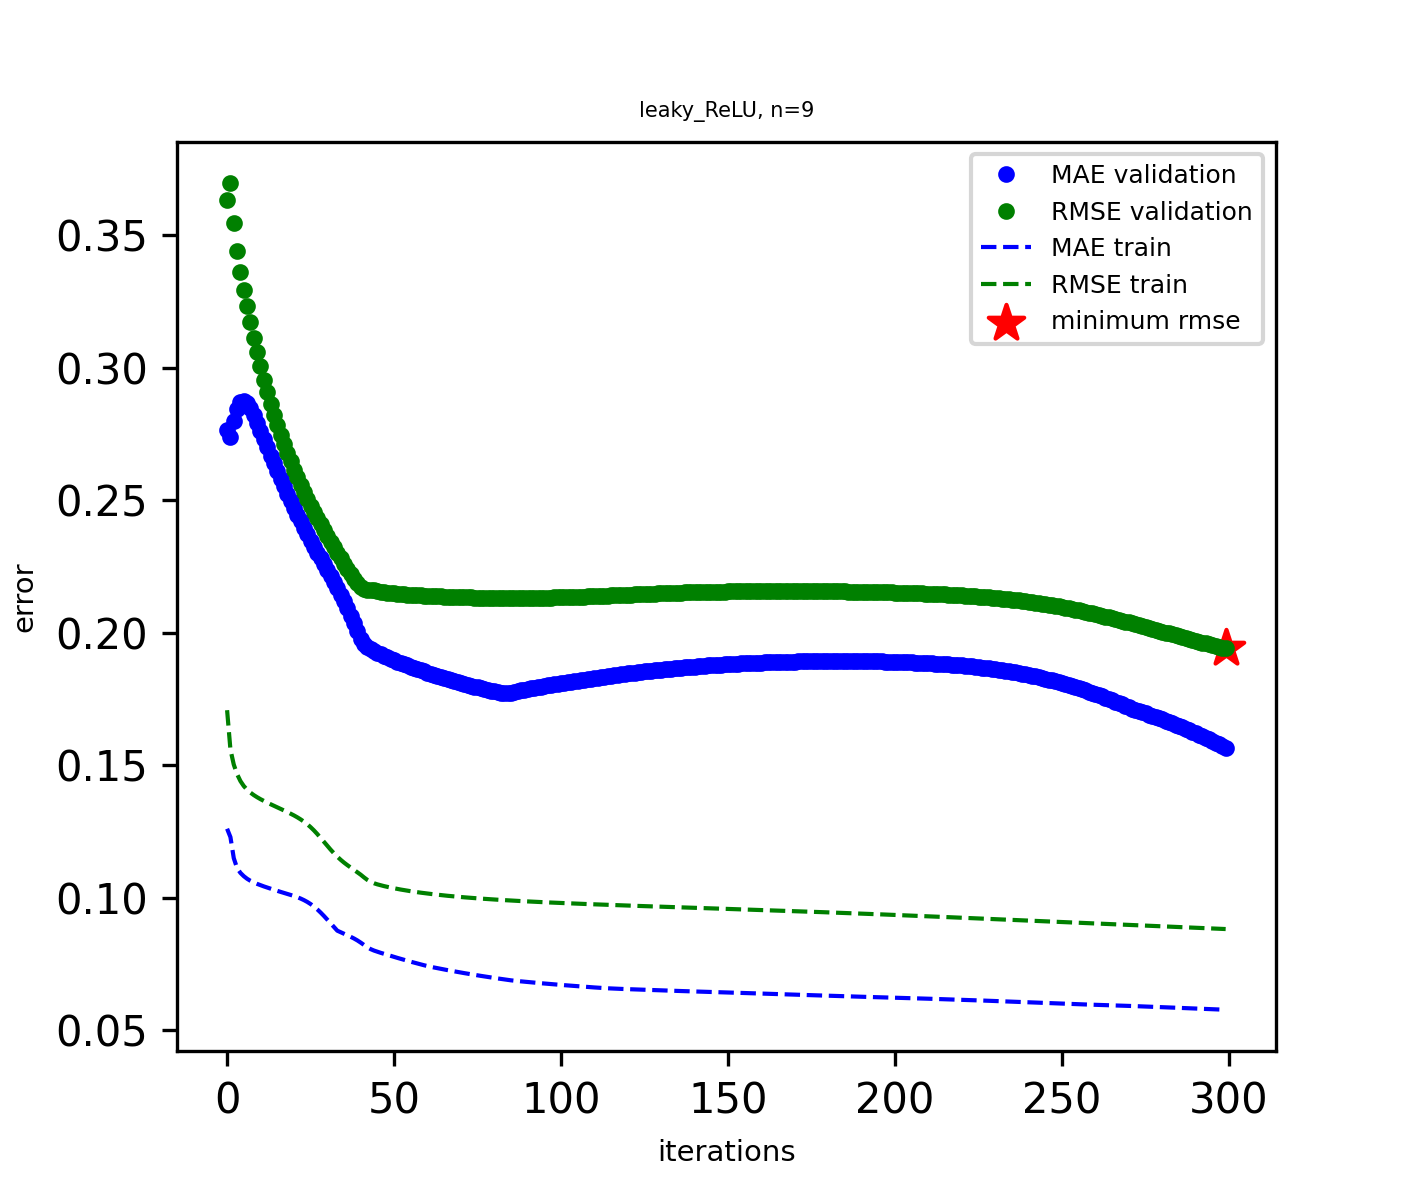 leaky_ReLU, n=9
MAE validation
RMSE validation
MAE train
RMSE train
minimum rmse
0.35
0.30
0.25
0.20
0.15
0.10
0.05
error
0 50 100 150 200 250 300
iterations